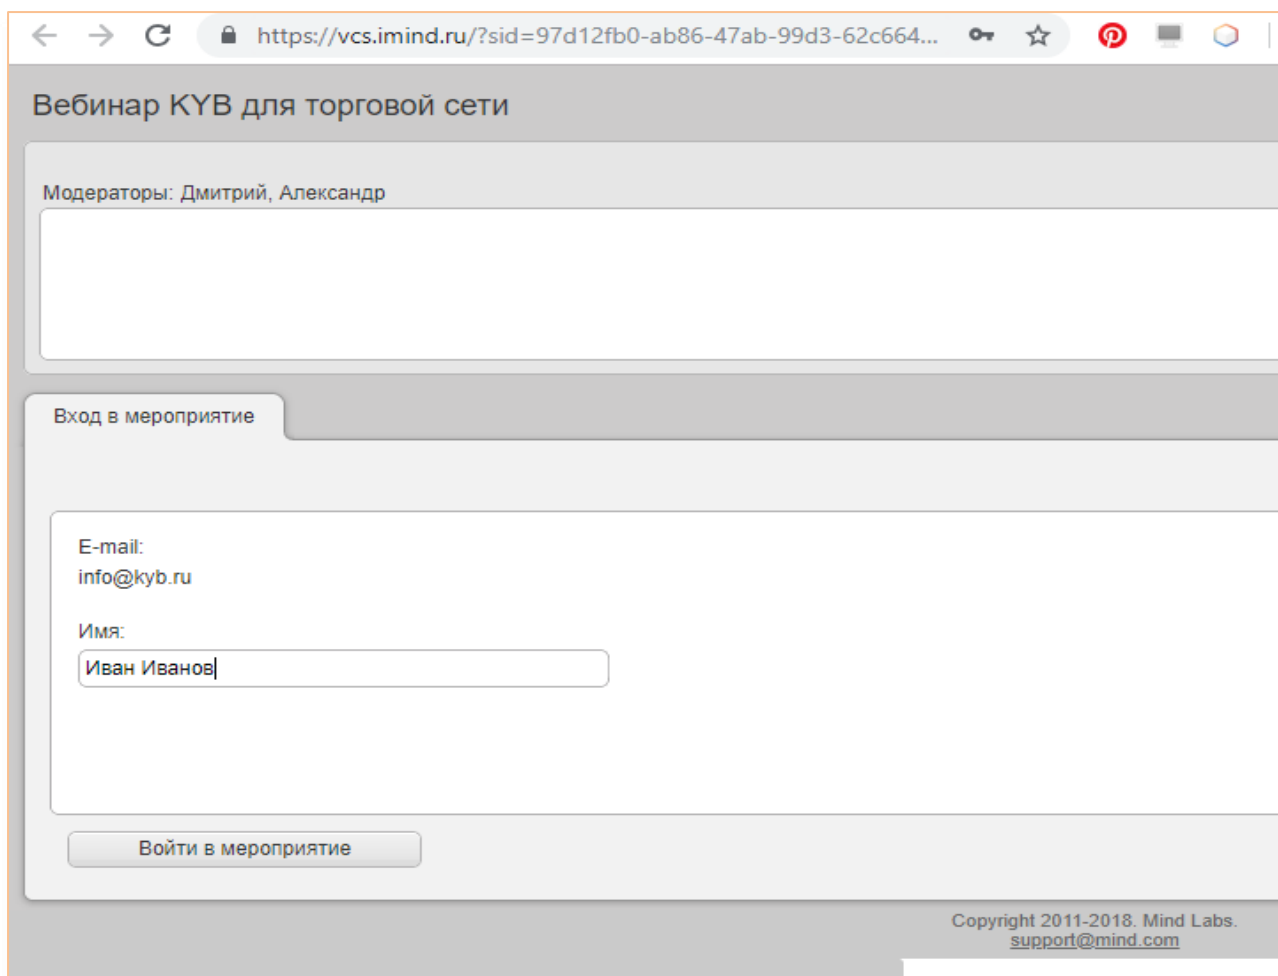 https://vcs.imind.ru/?sid=97d12fb0-ab86-47ab-99d3-62c664...
Вебинар KYB для торговой сети
Модераторы: Дмитрий, Александр
Вход в мероприятие
E-mail:
info@kyb.ru
Имя:
Иван Иванов
Войти в мероприятие
Copyright 2011-2018. Mind Labs.
support@mind.com